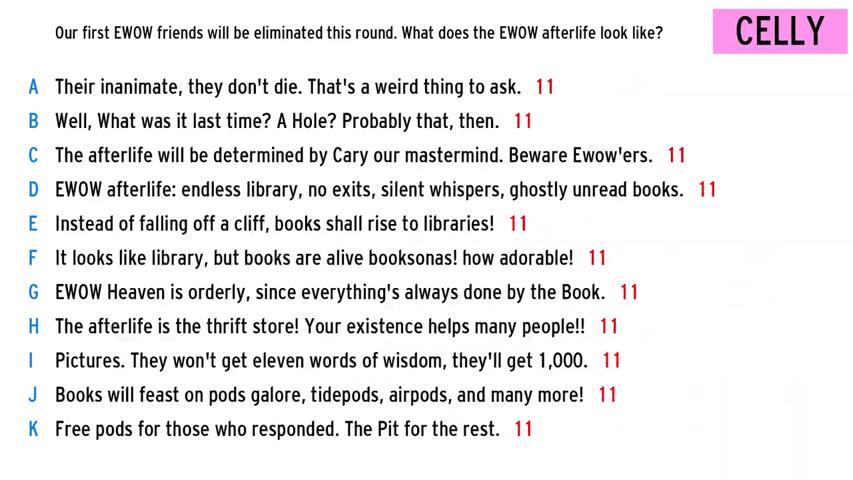 Our first EWOW friends will be eliminated this round. What does the EWOW afterlife look like?
CELLY
A Their inanimate, they don't die. That's a weird thing to ask. 11
B Well, What was it last time? A Hole? Probably that, then. 11
C The afterlife will be determined by Cary our mastermind. Beware Ewow'ers. 11
D EWOW afterlife: endless library, no exits, silent whispers, ghostly unread books. 11
E Instead of falling off a cliff, books shall rise to libraries! 11
F It looks like library, but books are alive booksonas! how adorable! 11
G EWOW Heaven is orderly, since everything's always done by the Book. 11
H The afterlife is the thrift store! Your existence helps many people!! 11
I Pictures. They won't get eleven words of wisdom, they'll get 1,000. 11
J Books will feast on pods galore, tidepods, airpods, and many more! 11
K Free pods for those who responded. The Pit for the rest. 11